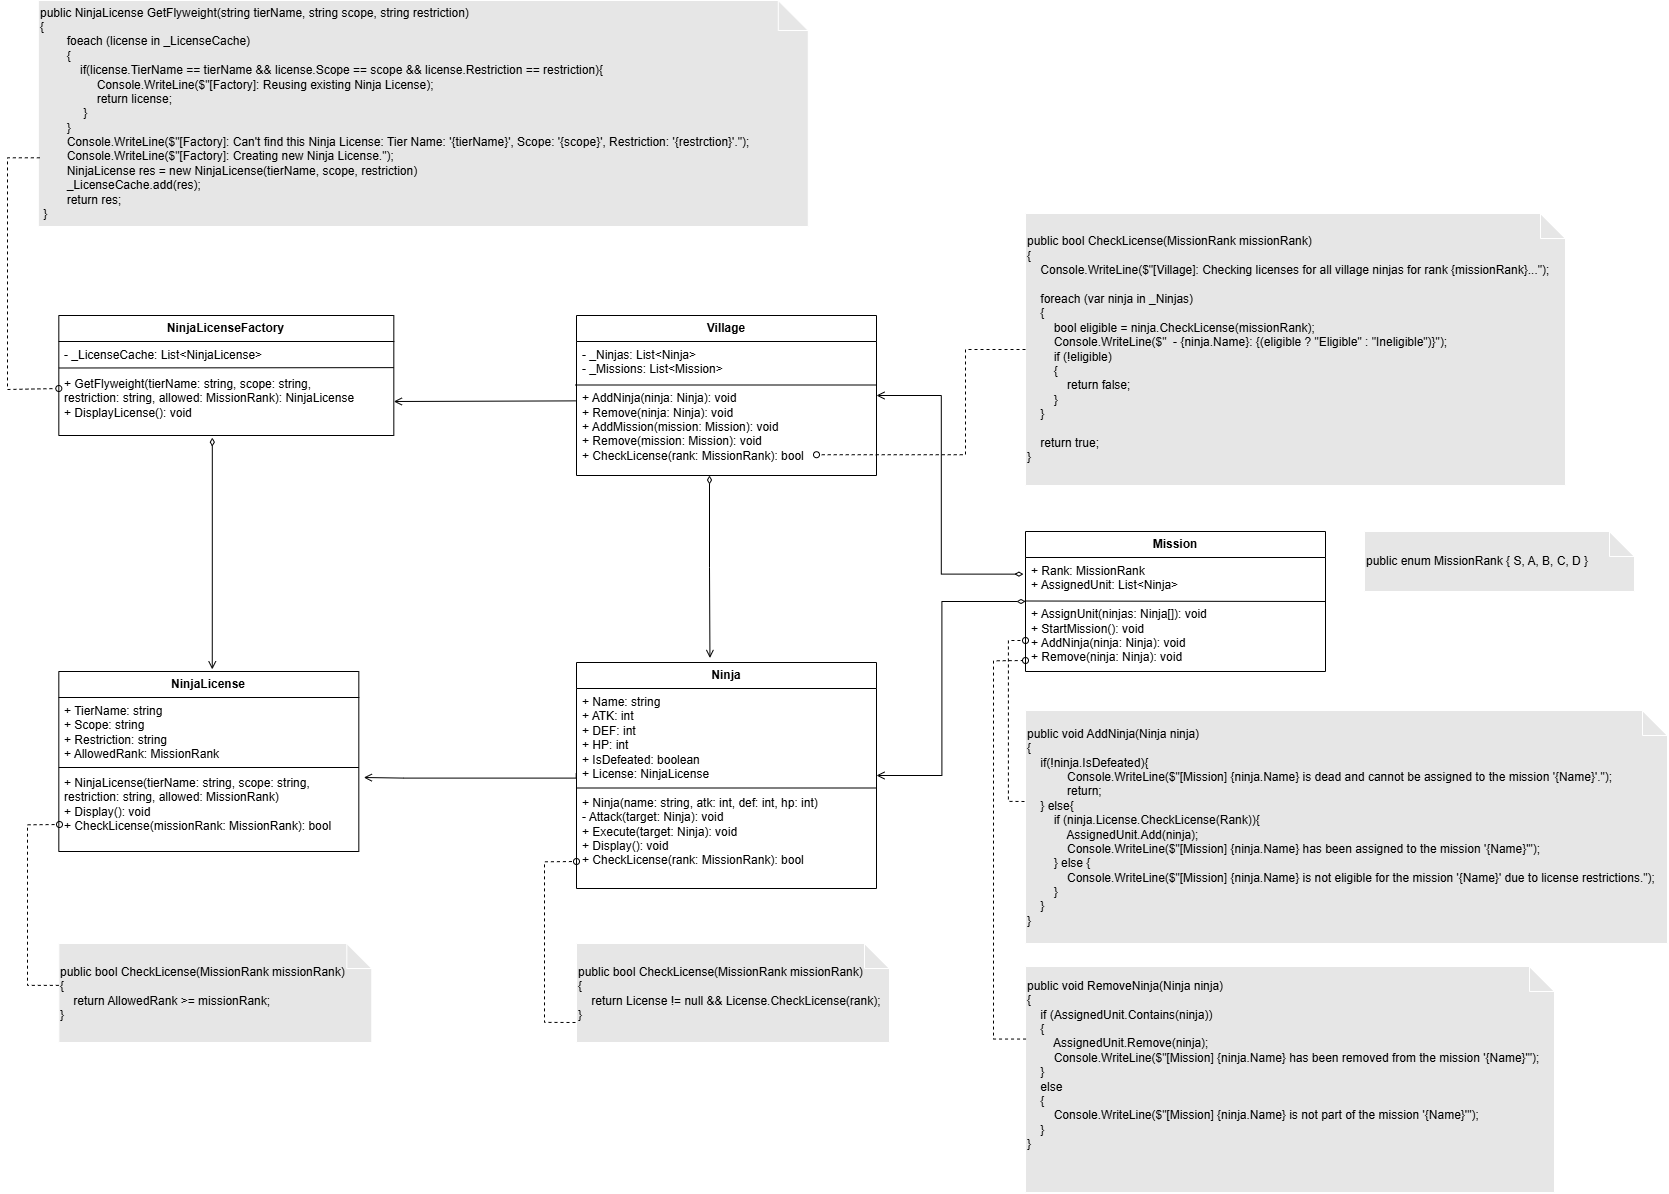 public NinjaLicense GetFlyweight(string tierName, string scope, string restriction)
{
foeach (license in _LicenseCache)
{
if(license.TierName == tierName && license.Scope == scope && license.Restriction == restriction){
Console.WriteLine($"[Factory]: Reusing existing Ninja License);
return license;
}
}
Console.WriteLine($"[Factory]: Can't find this Ninja License: Tier Name: '{tierName}', Scope: '{scope}', Restriction: '{restrction}'.");
Console.WriteLine($"[Factory]: Creating new Ninja License.");
NinjaLicense res = new NinjaLicense(tierName, scope, restriction)
_LicenseCache.add(res);
return res;
}
public bool CheckLicense(MissionRank missionRank)
{
Console.WriteLine($"[Village]: Checking licenses for all village ninjas for rank {missionRank}...");
foreach (var ninja in _Ninjas)
{
bool eligible = ninja.CheckLicense(missionRank);
Console.WriteLine($"  - {ninja.Name}: {(eligible ? "Eligible" : "Ineligible")}");
if (!eligible)
{
return false;
}
}
return true;
}
NinjaLicenseFactory
- _LicenseCache: List<NinjaLicense>
+ GetFlyweight(tierName: string, scope: string,
restriction: string, allowed: MissionRank): NinjaLicense
+ DisplayLicense(): void
Village
- _Ninjas: List<Ninja>
- _Missions: List<Mission>
+ AddNinja(ninja: Ninja): void
+ Remove(ninja: Ninja): void
+ AddMission(mission: Mission): void
+ Remove(mission: Mission): void
+ CheckLicense(rank: MissionRank): bool
Mission
+ Rank: MissionRank
+ AssignedUnit: List<Ninja>
+ AssignUnit(ninjas: Ninja[]): void
+ StartMission(): void
+ AddNinja(ninja: Ninja): void
+ Remove(ninja: Ninja): void
public enum MissionRank { S, A, B, C, D }
NinjaLicense
+ TierName: string
+ Scope: string
+ Restriction: string
+ AllowedRank: MissionRank
+ NinjaLicense(tierName: string, scope: string,
restriction: string, allowed: MissionRank)
+ Display(): void
+ CheckLicense(missionRank: MissionRank): bool
Ninja
+ Name: string
+ ATK: int
+ DEF: int
+ HP: int
+ IsDefeated: boolean
+ License: NinjaLicense
+ Ninja(name: string, atk: int, def: int, hp: int)
- Attack(target: Ninja): void
+ Execute(target: Ninja): void
+ Display(): void
+ CheckLicense(rank: MissionRank): bool
public void AddNinja(Ninja ninja)
{
if(!ninja.IsDefeated){
Console.WriteLine($"[Mission] {ninja.Name} is dead and cannot be assigned to the mission '{Name}'.");
return;
} else{
if (ninja.License.CheckLicense(Rank)){
AssignedUnit.Add(ninja);
Console.WriteLine($"[Mission] {ninja.Name} has been assigned to the mission '{Name}'");
} else {
Console.WriteLine($"[Mission] {ninja.Name} is not eligible for the mission '{Name}' due to license restrictions.");
}
}
}
public bool CheckLicense(MissionRank missionRank)
{
return AllowedRank >= missionRank;
}
public bool CheckLicense(MissionRank missionRank)
{
return License != null && License.CheckLicense(rank);
}
public void RemoveNinja(Ninja ninja)
{
if (AssignedUnit.Contains(ninja))
{
AssignedUnit.Remove(ninja);
Console.WriteLine($"[Mission] {ninja.Name} has been removed from the mission '{Name}'");
}
else
{
Console.WriteLine($"[Mission] {ninja.Name} is not part of the mission '{Name}'");
}
}